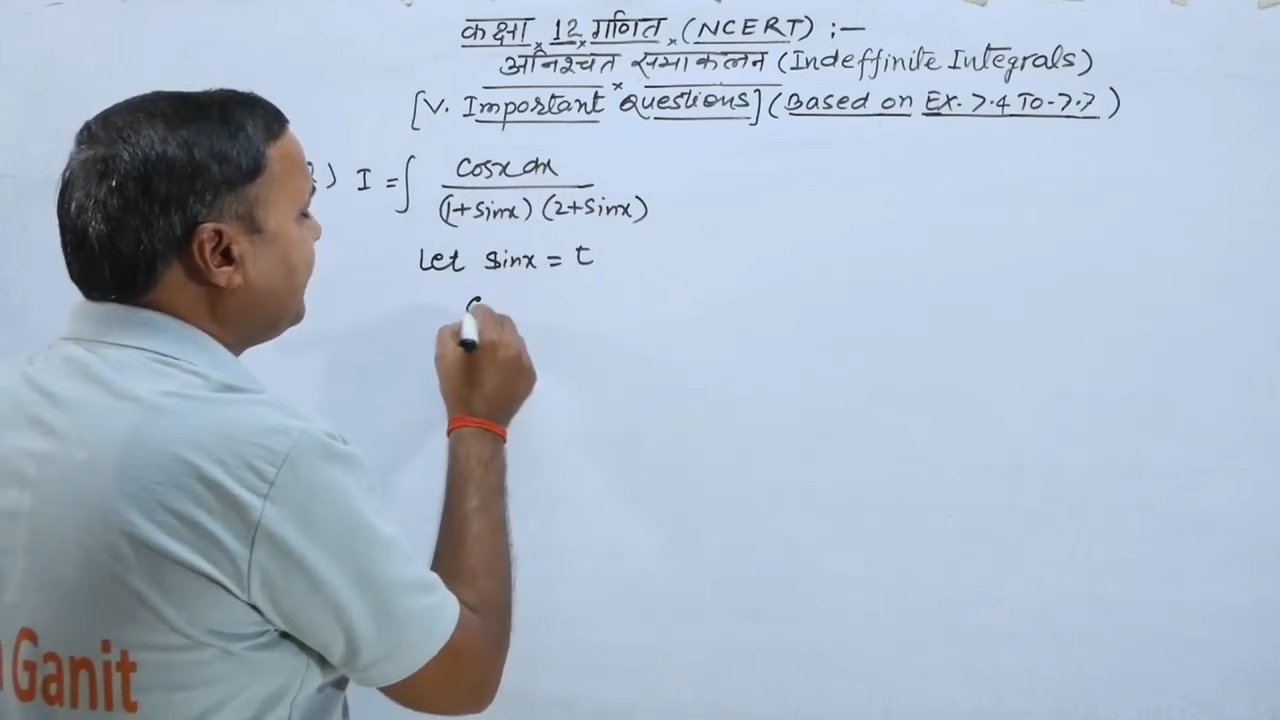 कक्षा 12 गणित (NCERT) :—
अनिश्चत समाकलन (Indeffinite Integrals)
[V. Important Questions] (Based on Ex. 7.4 To 7.7)
) I = ∫ cosx dx / (1+sinx) (2+sinx)
Let sinx = t
Ganit